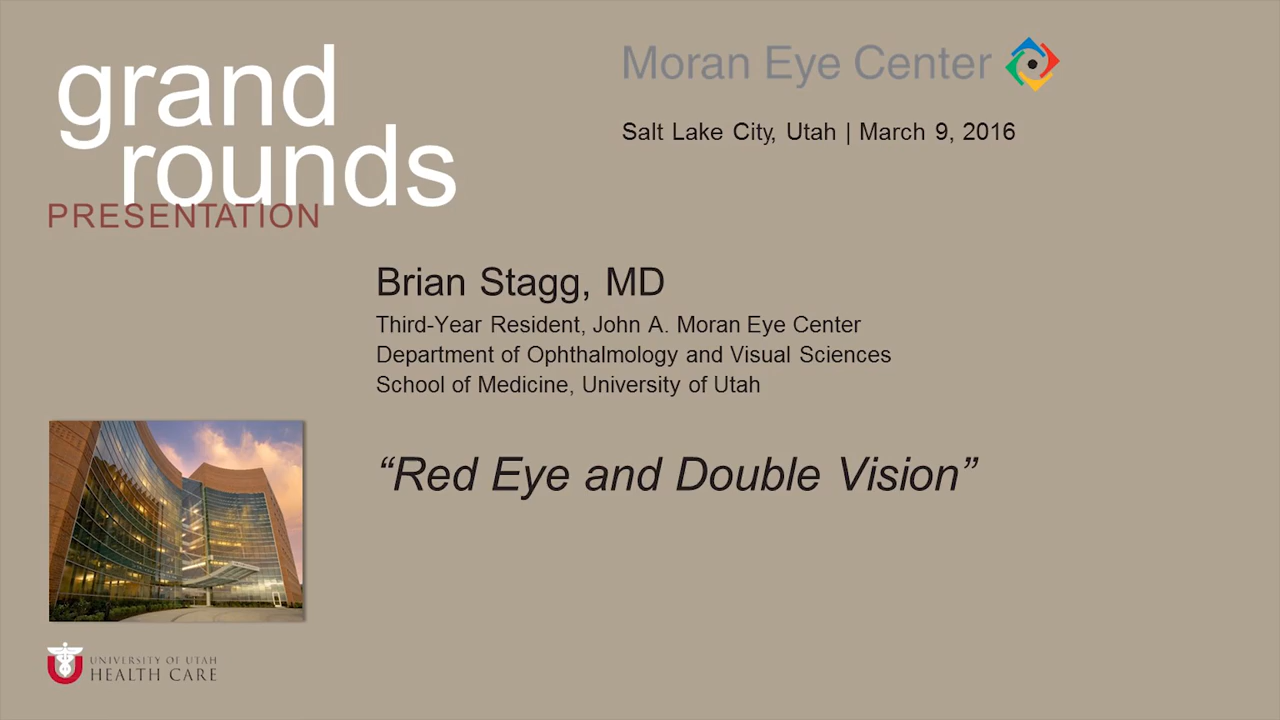 grand
rounds
PRESENTATION
Moran Eye Center
Salt Lake City, Utah | March 9, 2016
Brian Stagg, MD
Third-Year Resident, John A. Moran Eye Center
Department of Ophthalmology and Visual Sciences
School of Medicine, University of Utah
“Red Eye and Double Vision”
UNIVERSITY OF UTAH
HEALTH CARE